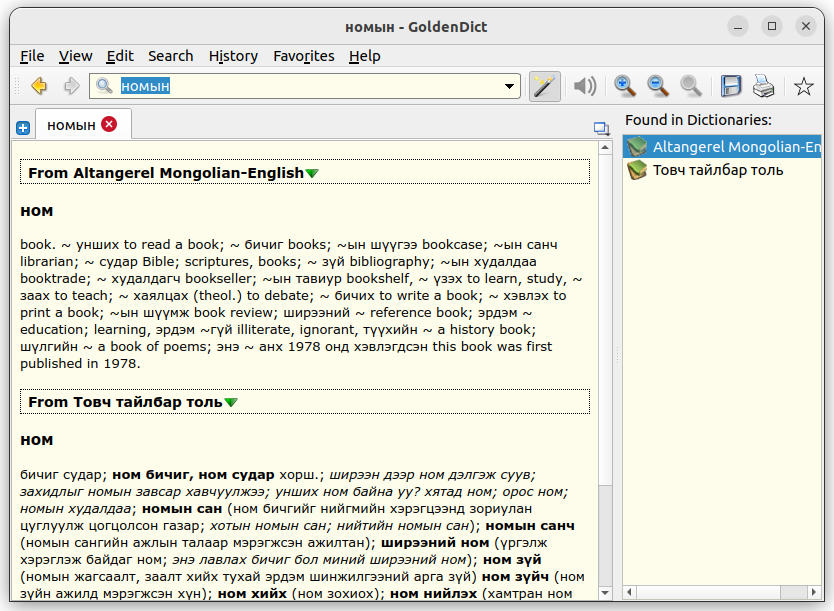 номын - GoldenDict
File View Edit Search History Favorites Help
номын
номын
Found in Dictionaries:
Altangerel Mongolian-En
Товч тайлбар толь
From Altangerel Mongolian-English
ном
book. ~ унших to read a book; ~ бичиг books; ~ын шүүгээ bookcase; ~ын санч
librarian; ~ судар Bible; scriptures, books; ~ зүй bibliography; ~ын худалдаа
booktrade; ~ худалдагч bookseller; ~ын тавиур bookshelf, ~ үзэх to learn, study, ~
заах to teach; ~ хаялцах (theol.) to debate; ~ бичих to write a book; ~ хэвлэх to
print a book; ~ын шүүмж book review; ширээний ~ reference book; эрдэм ~
education; learning, эрдэм ~гүй illiterate, ignorant, түүхийн ~ a history book;
шүлгийн ~ a book of poems; энэ ~ анх 1978 онд хэвлэгдсэн this book was first
published in 1978.
From Товч тайлбар толь
ном
бичиг судар; ном бичиг, ном судар хорш.; ширээн дээр ном дэлгэж суув;
захидлыг номын завсар хавчуулжээ; унших ном байна уу? хятад ном; орос ном;
номын худалдаа; номын сан (ном бичгийг нийгмийн хэрэгцээнд зориулан
цуглуулж цогцолсон газар; хотын номын сан; нийтийн номын сан); номын санч
(номын сангийн ажлын талаар мэрэгжсэн ажилтан); ширээний ном (үргэлж
хэрэглэж байдаг ном; энэ лавлах бичиг бол миний ширээний ном); ном зүй
(номын жагсаалт, заалт хийх тухай эрдэм шинжилгээний арга зүй) ном зүйч (ном
зүйн ажилд мэрэгжсэн хүн); ном хийх (ном зохиох); ном нийлэх (хамтран ном